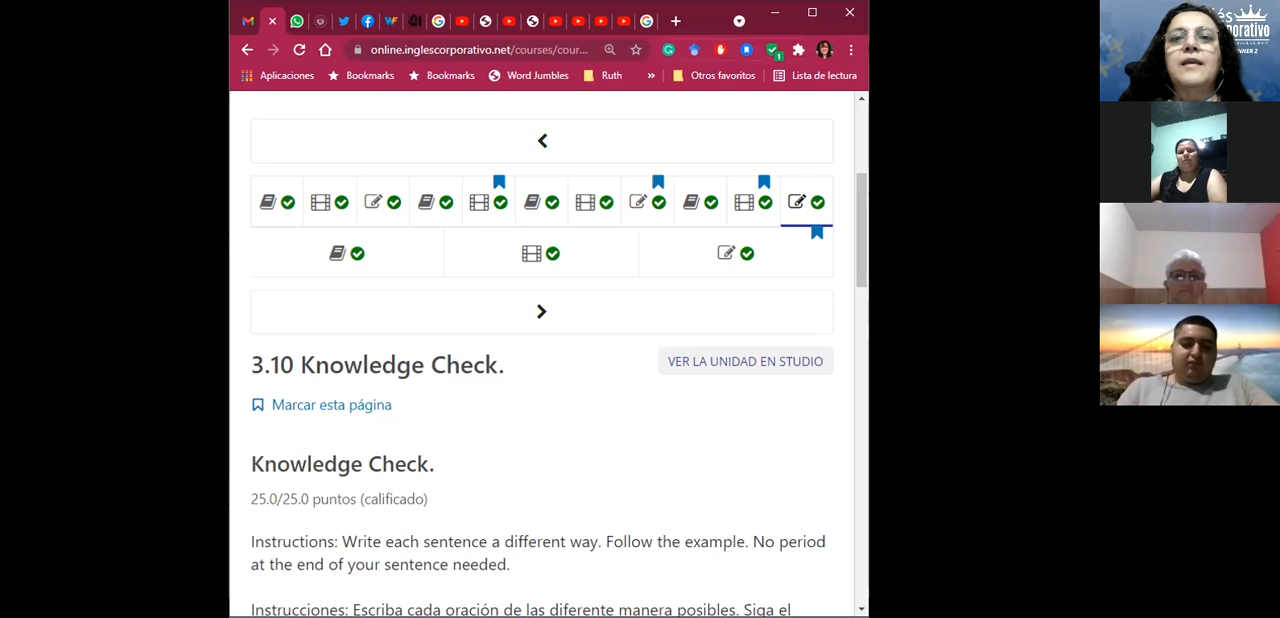 online.inglescorporativo.net/courses/cour...
Aplicaciones Bookmarks Bookmarks Word Jumbles Ruth » Otros favoritos Lista de lectura
3.10 Knowledge Check.
VER LA UNIDAD EN STUDIO
Marcar esta página
Knowledge Check.
25.0/25.0 puntos (calificado)
Instructions: Write each sentence a different way. Follow the example. No period
at the end of your sentence needed.
Instrucciones: Escriba cada oración de las diferente manera posibles. Siga el